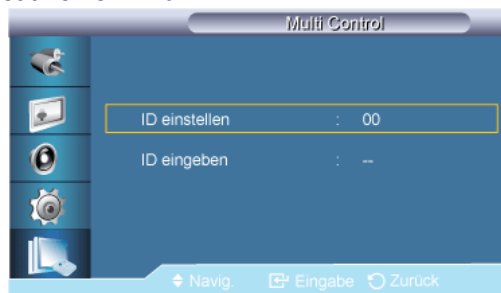 Multi Control
ID einstellen : 00
ID eingeben : --
Navig. Eingabe Zurück